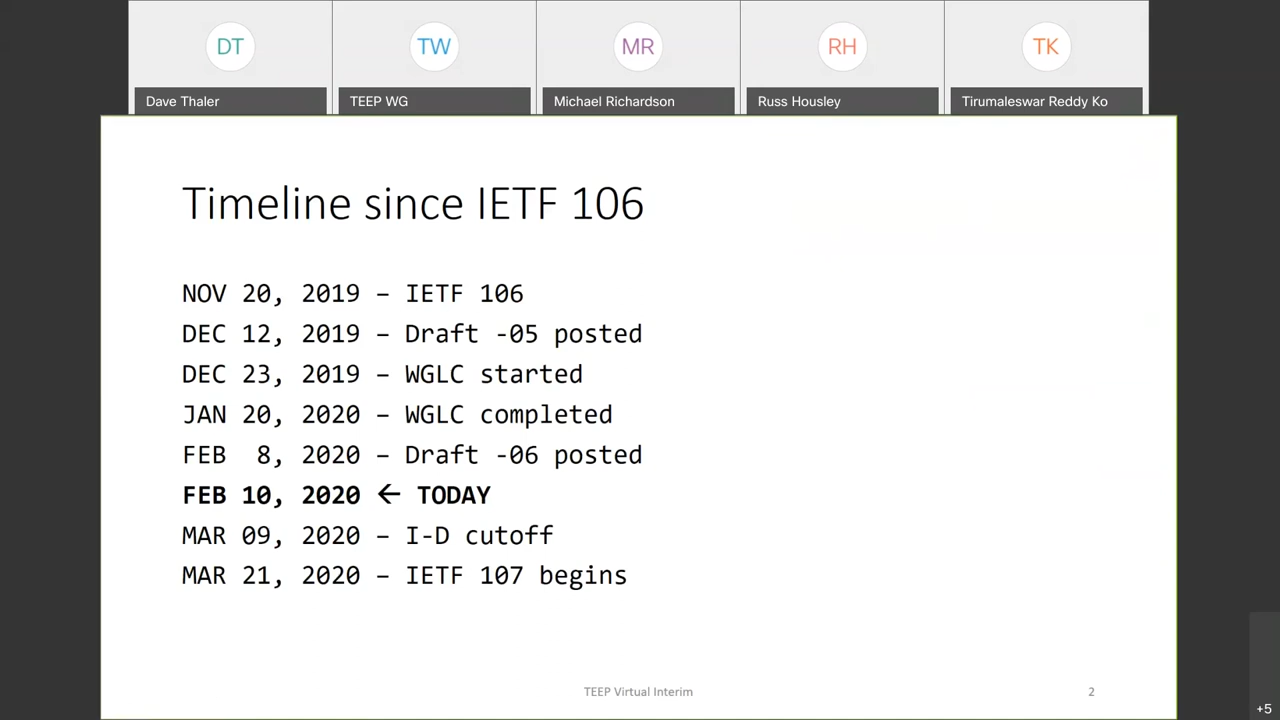 DT TW MR RH TK
Dave Thaler TEEP WG Michael Richardson Russ Housley Tirumaleswar Reddy Ko
Timeline since IETF 106
NOV 20, 2019 – IETF 106
DEC 12, 2019 – Draft -05 posted
DEC 23, 2019 – WGLC started
JAN 20, 2020 – WGLC completed
FEB  8, 2020 – Draft -06 posted
FEB 10, 2020 ← TODAY
MAR 09, 2020 – I-D cutoff
MAR 21, 2020 – IETF 107 begins
TEEP Virtual Interim 2
+5